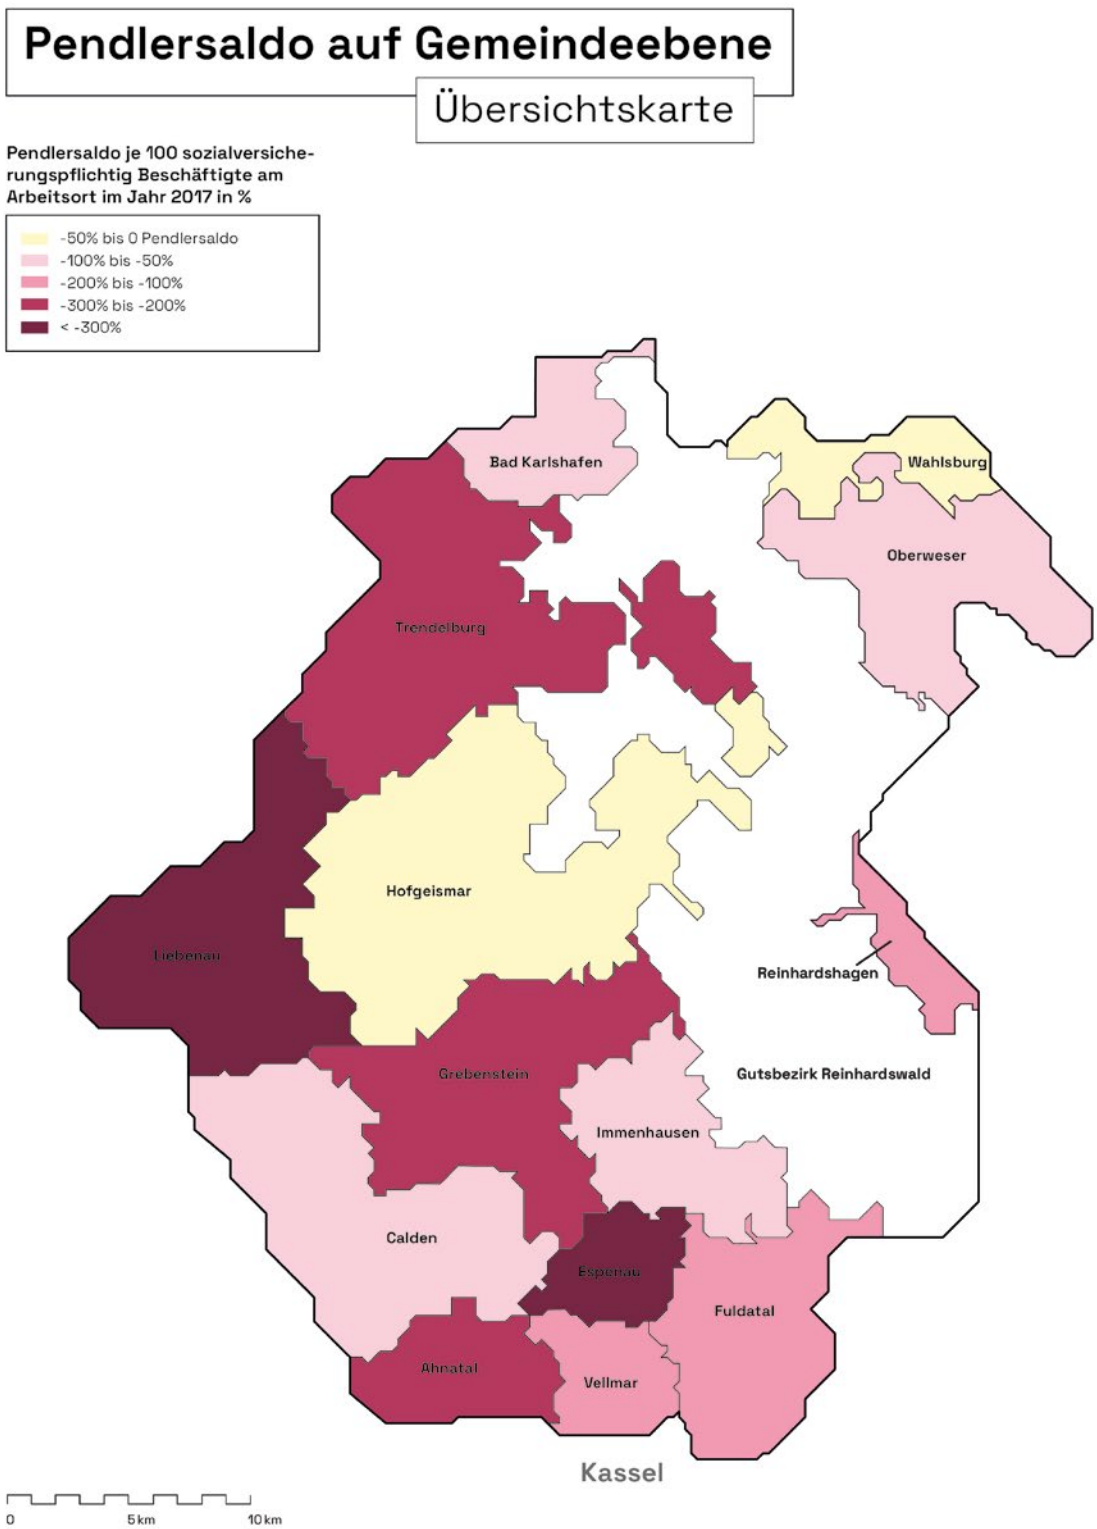 Pendlersaldo auf Gemeindeebene
Übersichtskarte
Pendlersaldo je 100 sozialversiche-
rungspflichtig Beschäftigte am
Arbeitsort im Jahr 2017 in %
-50% bis 0 Pendlersaldo
-100% bis -50%
-200% bis -100%
-300% bis -200%
< -300%
Bad Karlshafen
Wahlsburg
Oberweser
Trendelburg
Hofgeismar
Liebenau
Reinhardshagen
Grebenstein
Gutsbezirk Reinhardswald
Immenhausen
Calden
Espenau
Fuldatal
Ahnatal
Vellmar
Kassel
0 5 km 10 km